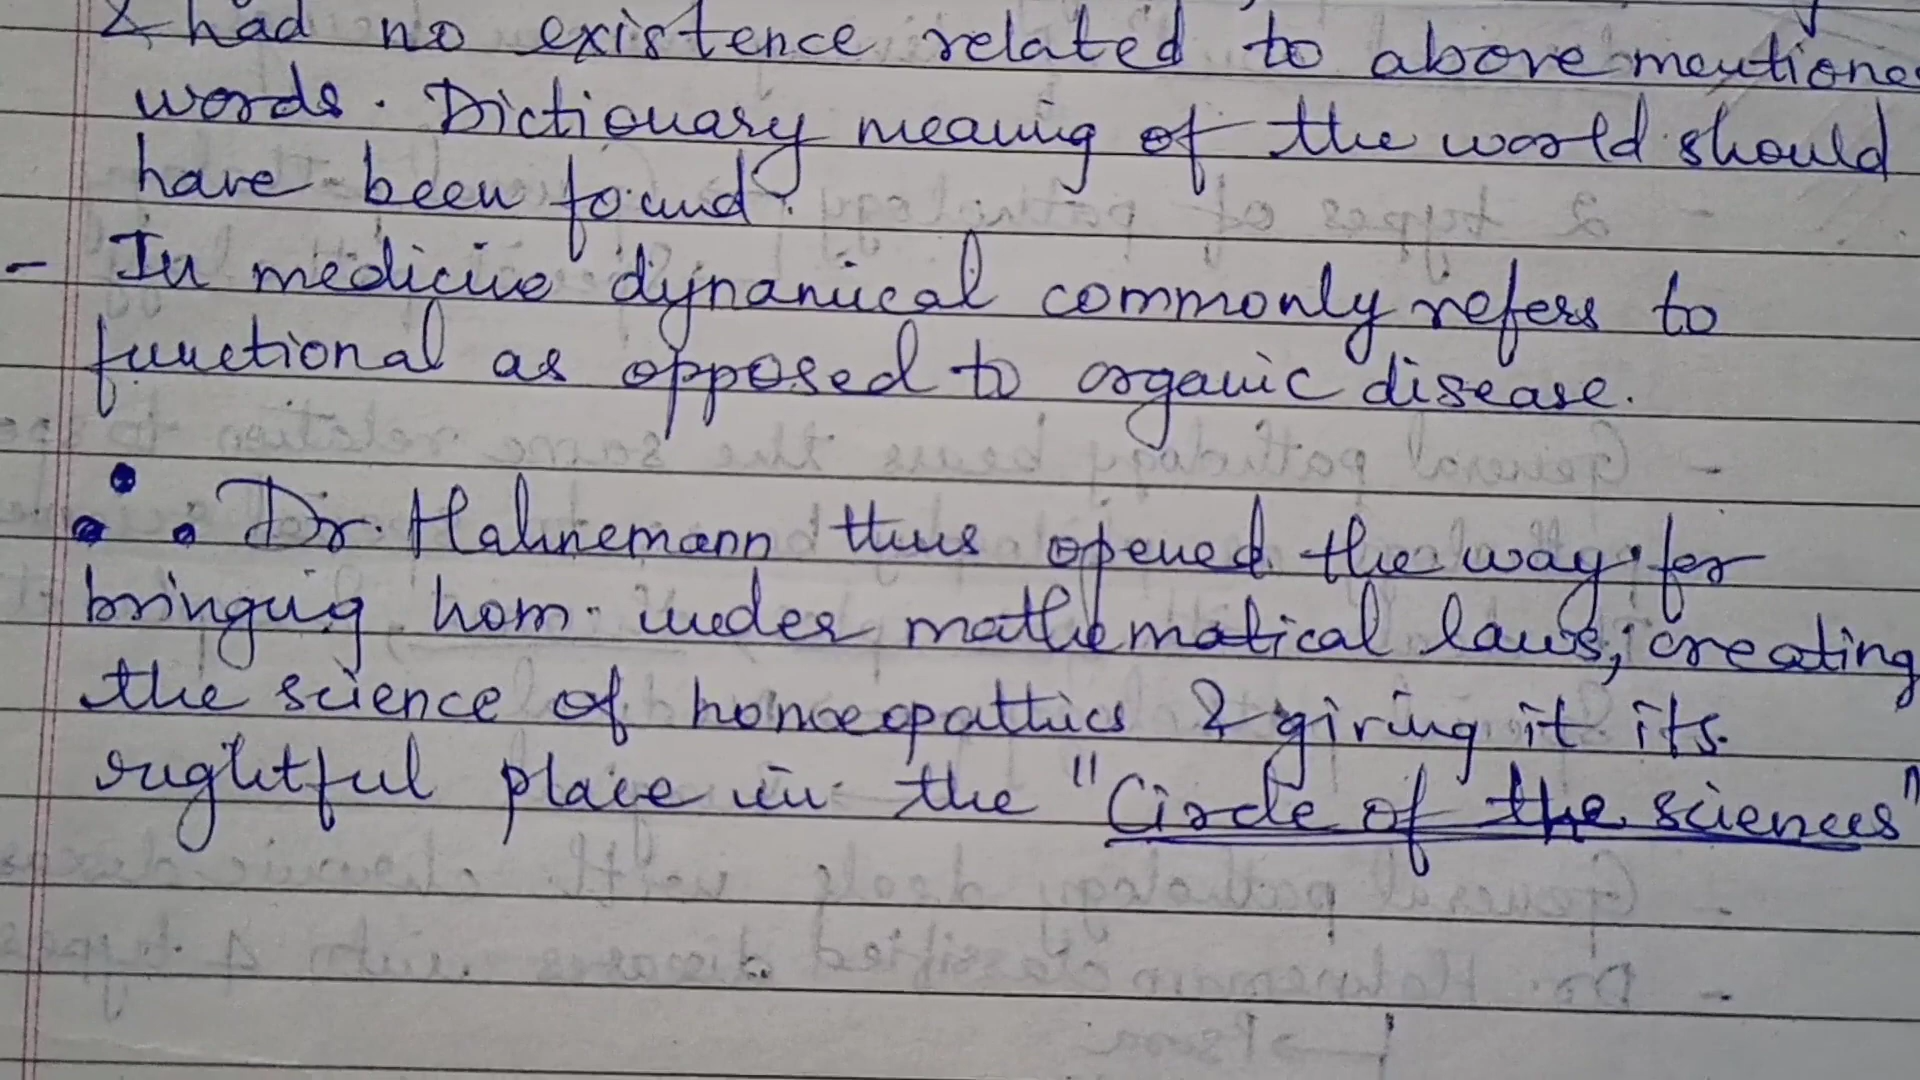 & had no existence related to above mentione
words. Dictionary meaning of the world should
have been found.
- In medicine dynamical commonly refers to
functional as opposed to organic disease.
∴ Dr. Hahnemann thus opened the way for
bringing hom. under mathematical laws, creating
the science of homoeopathics & giving it its
rightful place in the "Circle of the sciences"